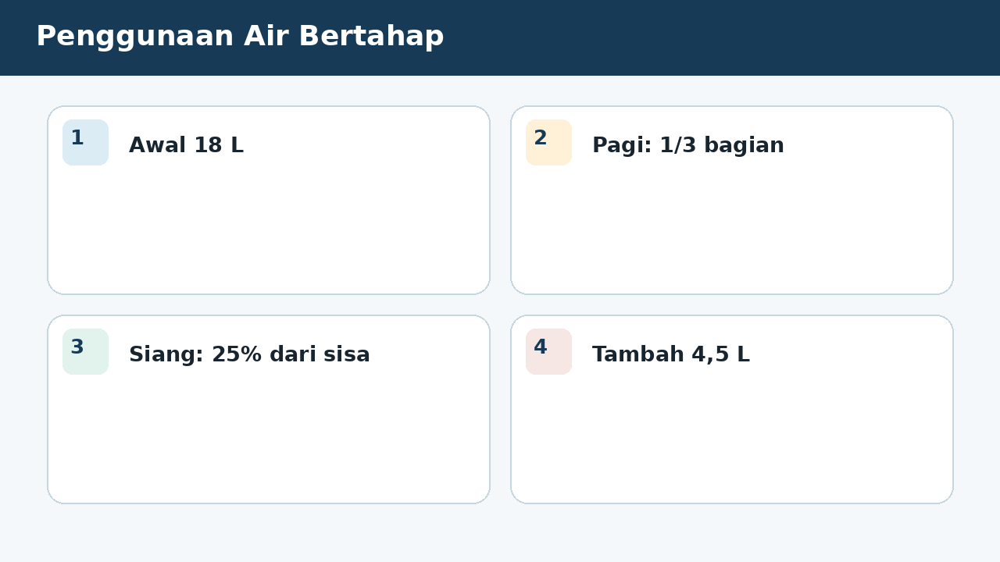 Penggunaan Air Bertahap
1
Awal 18 L
2
Pagi: 1/3 bagian
3
Siang: 25% dari sisa
4
Tambah 4,5 L